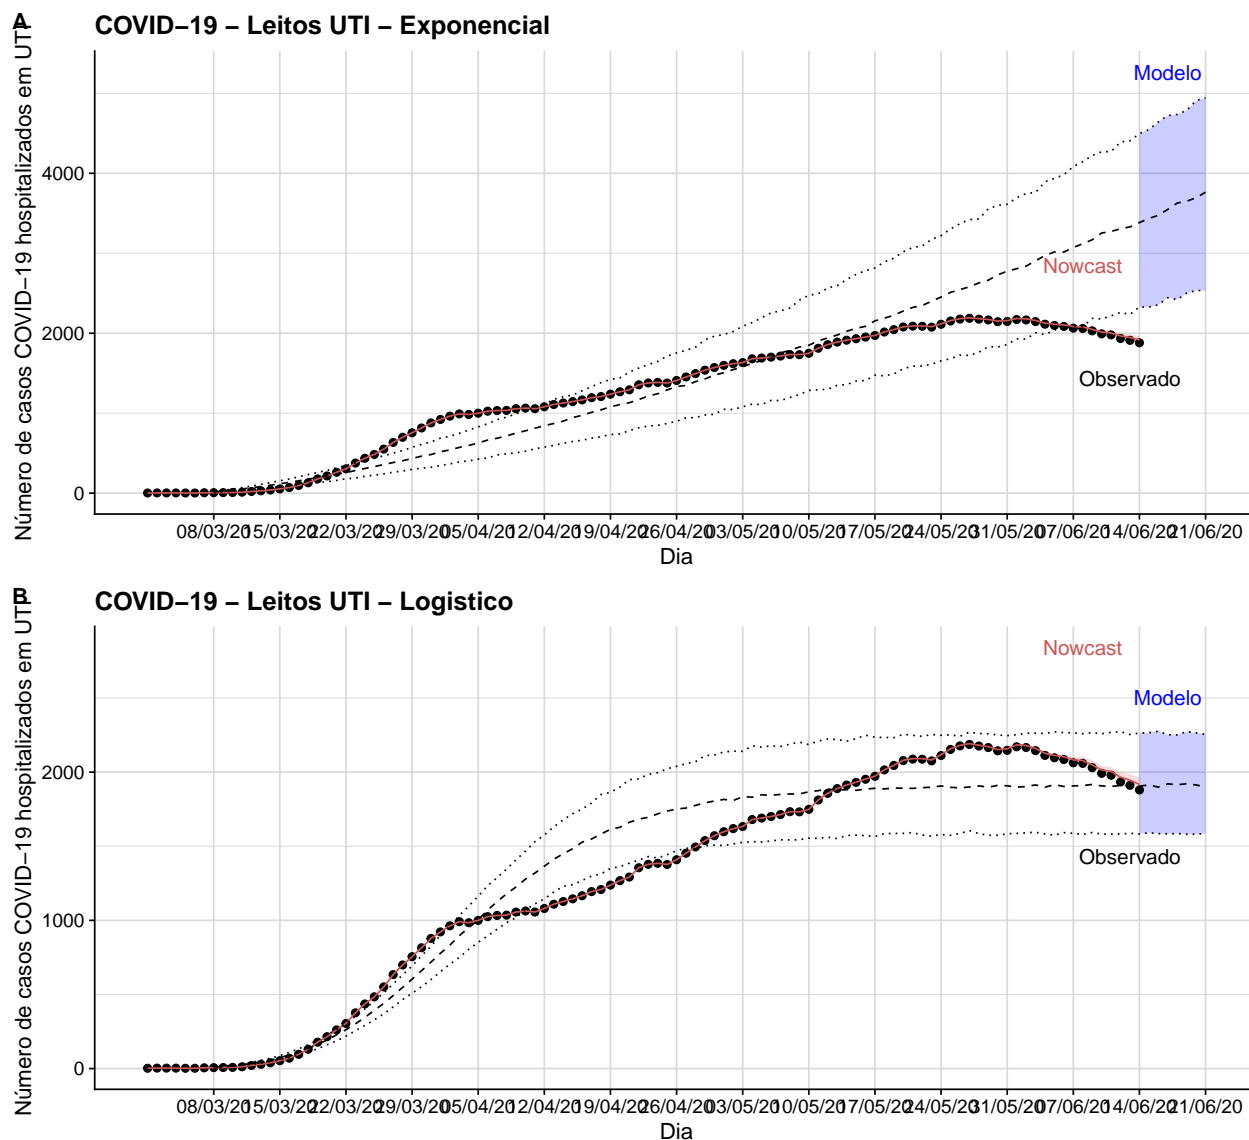 A
COVID−19 − Leitos UTI − Exponencial
Número de casos COVID−19 hospitalizados em UTI
Modelo
Nowcast
Observado
4000
2000
0
08/03/20 15/03/20 22/03/20 29/03/20 05/04/20 12/04/20 19/04/20 26/04/20 03/05/20 10/05/20 17/05/20 24/05/20 31/05/20 07/06/20 14/06/20 21/06/20
Dia
B
COVID−19 − Leitos UTI − Logistico
Número de casos COVID−19 hospitalizados em UTI
Nowcast
Modelo
Observado
2000
1000
0
08/03/20 15/03/20 22/03/20 29/03/20 05/04/20 12/04/20 19/04/20 26/04/20 03/05/20 10/05/20 17/05/20 24/05/20 31/05/20 07/06/20 14/06/20 21/06/20
Dia